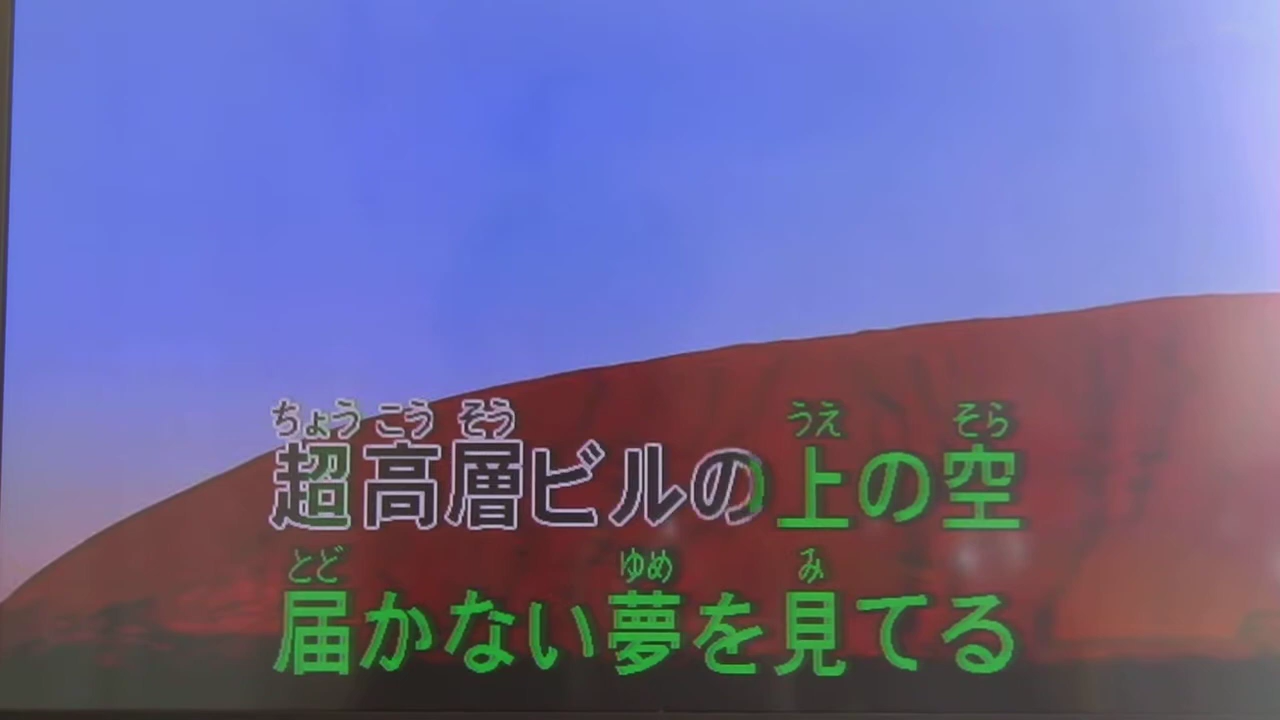 ちょう こう そう うえ そら
超高層ビルの上の空
とど ゆめ み
届かない夢を見てる